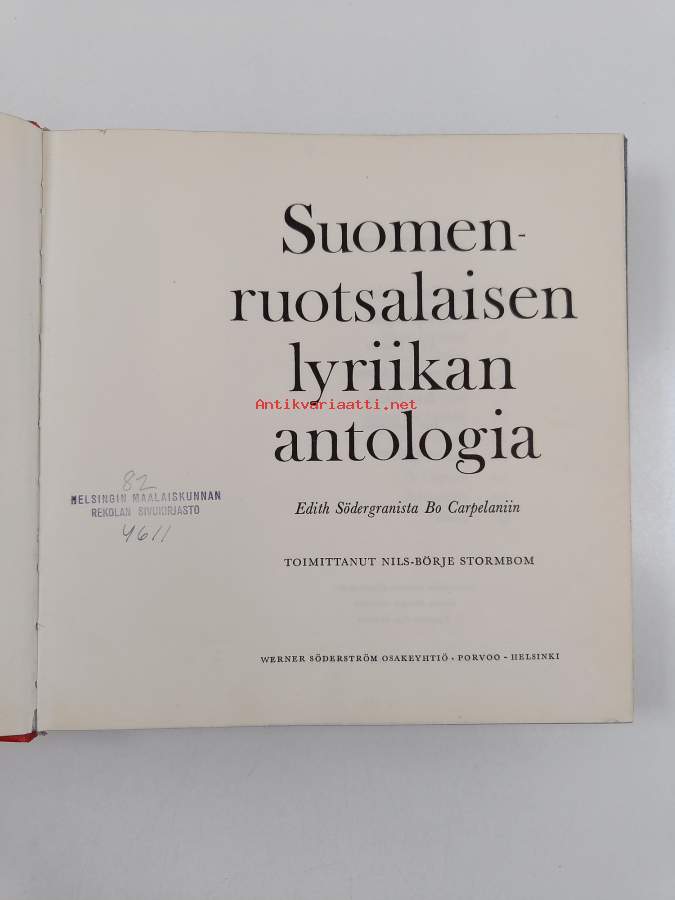 Suomen-
ruotsalaisen
lyriikan
Antikvariaatti.net
antologia
82
HELSINGIN MAALAISKUNNAN
REKOLAN SIVUKIRJASTO
4611
Edith Södergranista Bo Carpelaniin
TOIMITTANUT NILS-BÖRJE STORMBOM
WERNER SÖDERSTRÖM OSAKEYHTIÖ · PORVOO - HELSINKI